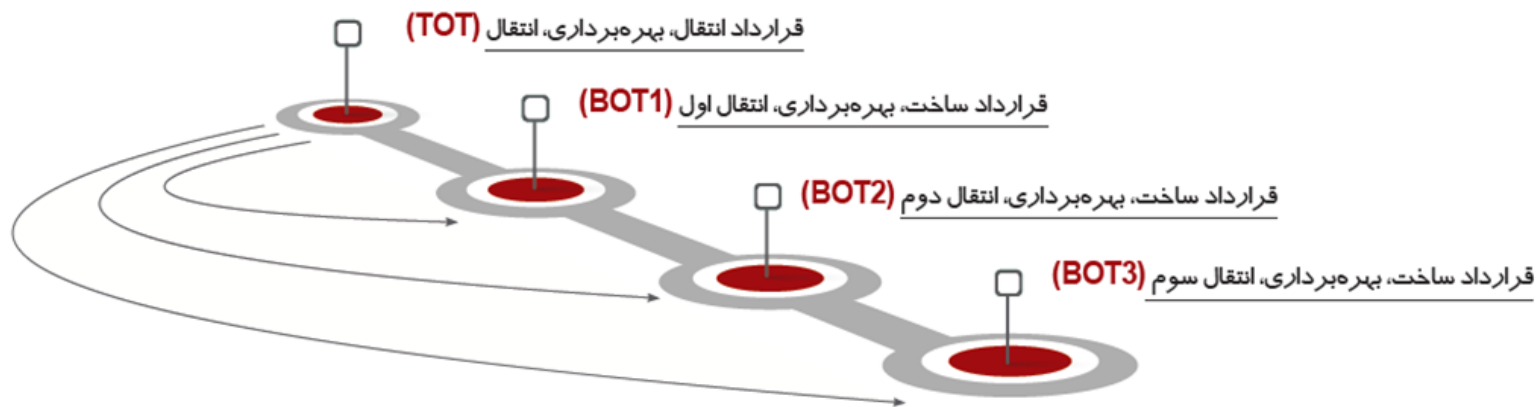 قرارداد انتقال، بهره‌برداری، انتقال (TOT)
قرارداد ساخت، بهره‌برداری، انتقال اول (BOT1)
قرارداد ساخت، بهره‌برداری، انتقال دوم (BOT2)
قرارداد ساخت، بهره‌برداری، انتقال سوم (BOT3)